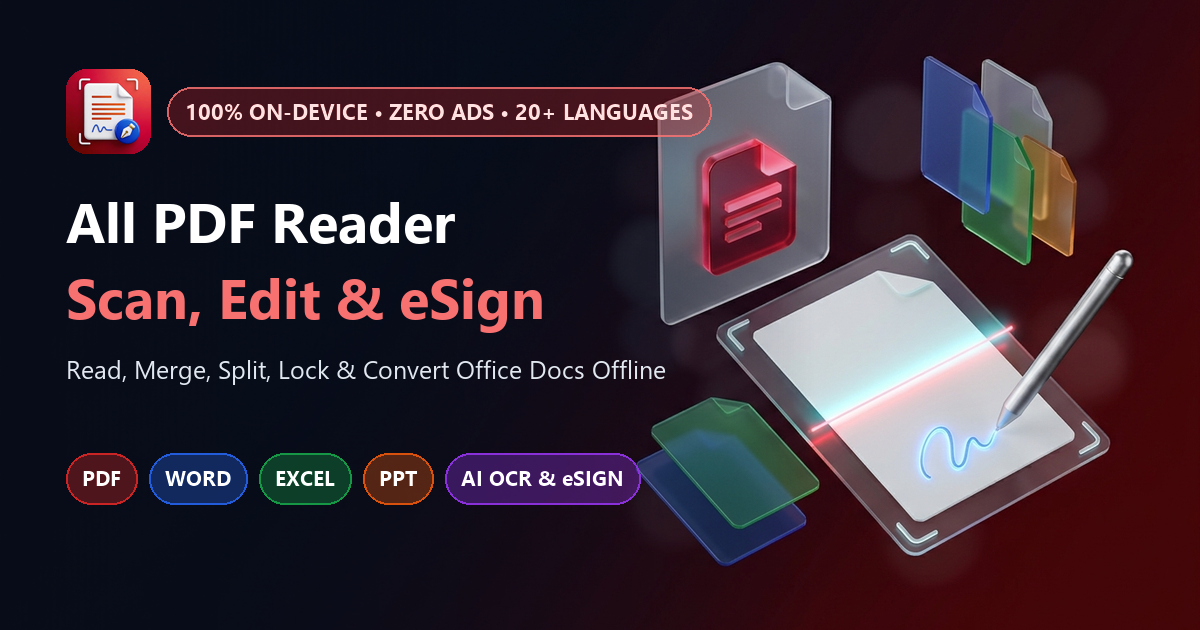 100% ON-DEVICE • ZERO ADS • 20+ LANGUAGES
All PDF Reader
Scan, Edit & eSign
Read, Merge, Split, Lock & Convert Office Docs Offline
PDF WORD EXCEL PPT AI OCR & eSIGN